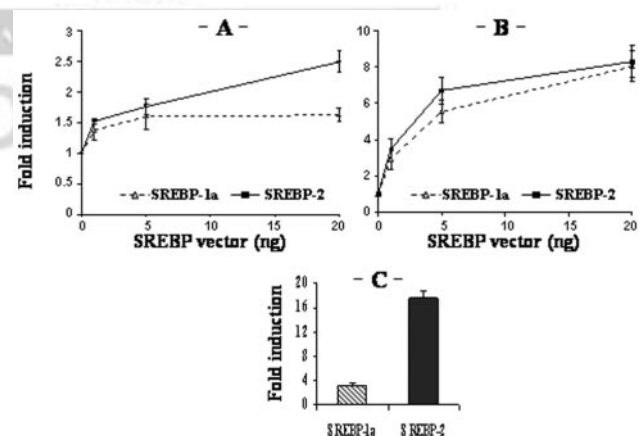 - A -
- B -
3
2.5
2
1.5
1
0.5
0
10
8
6
4
2
0
Fold induction
SREBP-1a
SREBP-2
SREBP-1a
SREBP-2
0
5
10
15
20
0
5
10
15
20
SREBP vector (ng)
SREBP vector (ng)
- C -
Fold induction
20
16
12
8
4
0
SREBP-1a
SREBP-2